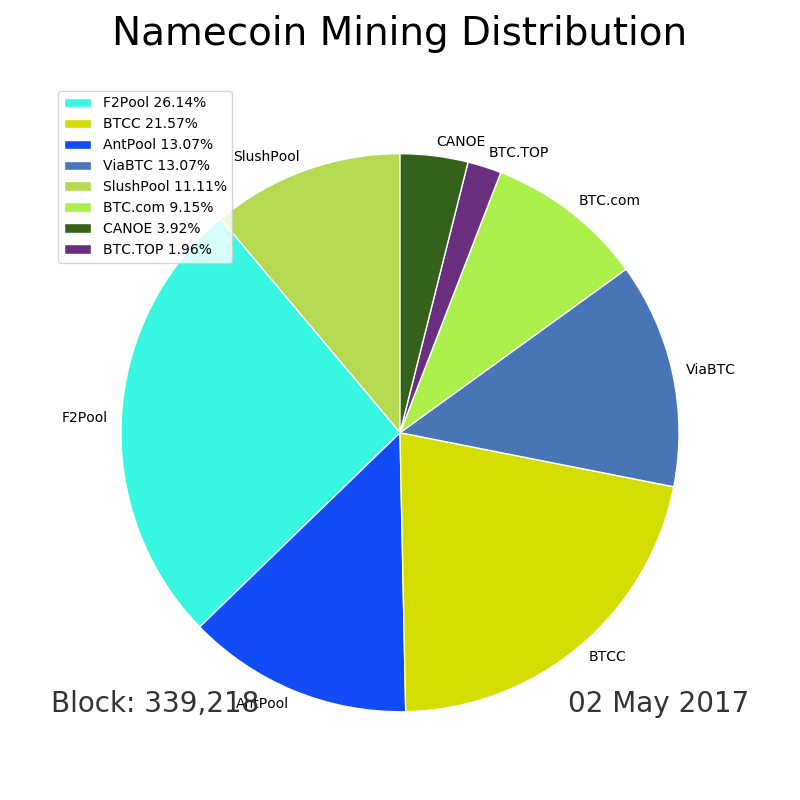 Namecoin Mining Distribution
F2Pool 26.14%
BTCC 21.57%
AntPool 13.07%
ViaBTC 13.07%
SlushPool 11.11%
BTC.com 9.15%
CANOE 3.92%
BTC.TOP 1.96%
SlushPool
CANOE
BTC.TOP
BTC.com
ViaBTC
F2Pool
BTCC
AntPool
Block: 339,218
02 May 2017